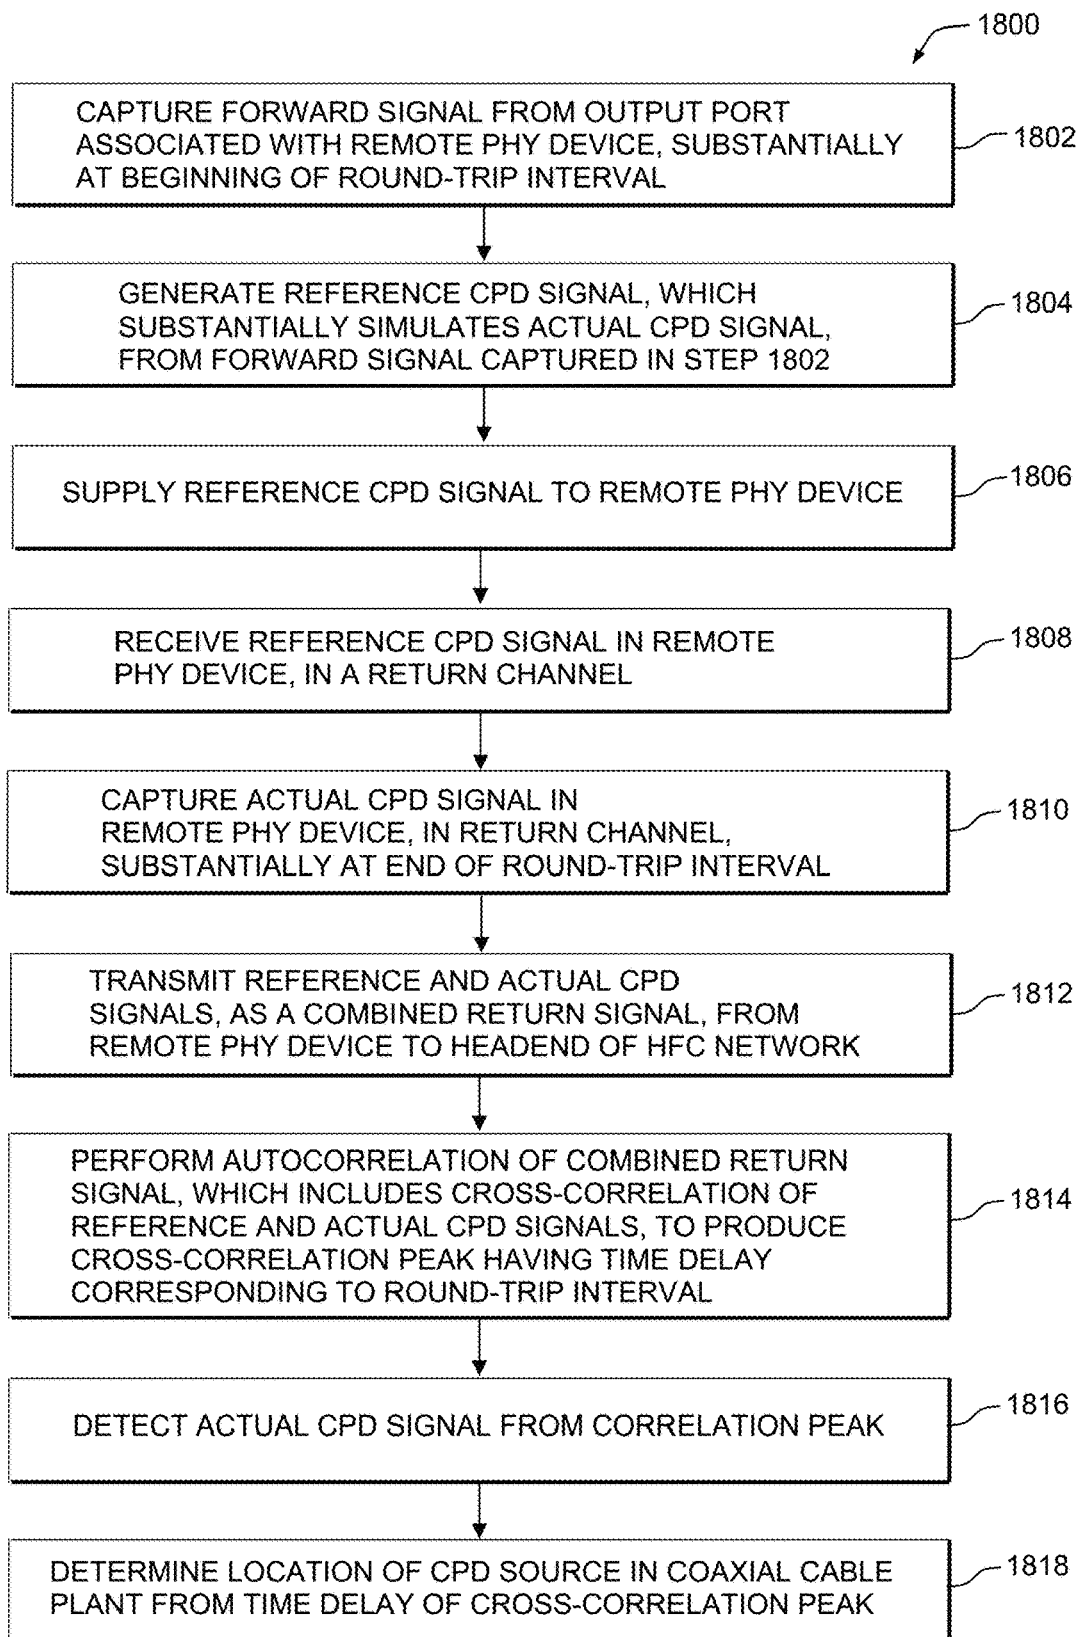 1800
CAPTURE FORWARD SIGNAL FROM OUTPUT PORT
ASSOCIATED WITH REMOTE PHY DEVICE, SUBSTANTIALLY
AT BEGINNING OF ROUND-TRIP INTERVAL
1802
GENERATE REFERENCE CPD SIGNAL, WHICH
SUBSTANTIALLY SIMULATES ACTUAL CPD SIGNAL,
FROM FORWARD SIGNAL CAPTURED IN STEP 1802
1804
SUPPLY REFERENCE CPD SIGNAL TO REMOTE PHY DEVICE
1806
RECEIVE REFERENCE CPD SIGNAL IN REMOTE
PHY DEVICE, IN A RETURN CHANNEL
1808
CAPTURE ACTUAL CPD SIGNAL IN
REMOTE PHY DEVICE, IN RETURN CHANNEL,
SUBSTANTIALLY AT END OF ROUND-TRIP INTERVAL
1810
TRANSMIT REFERENCE AND ACTUAL CPD
SIGNALS, AS A COMBINED RETURN SIGNAL, FROM
REMOTE PHY DEVICE TO HEADEND OF HFC NETWORK
1812
PERFORM AUTOCORRELATION OF COMBINED RETURN
SIGNAL, WHICH INCLUDES CROSS-CORRELATION OF
REFERENCE AND ACTUAL CPD SIGNALS, TO PRODUCE
CROSS-CORRELATION PEAK HAVING TIME DELAY
CORRESPONDING TO ROUND-TRIP INTERVAL
1814
DETECT ACTUAL CPD SIGNAL FROM CORRELATION PEAK
1816
DETERMINE LOCATION OF CPD SOURCE IN COAXIAL CABLE
PLANT FROM TIME DELAY OF CROSS-CORRELATION PEAK
1818